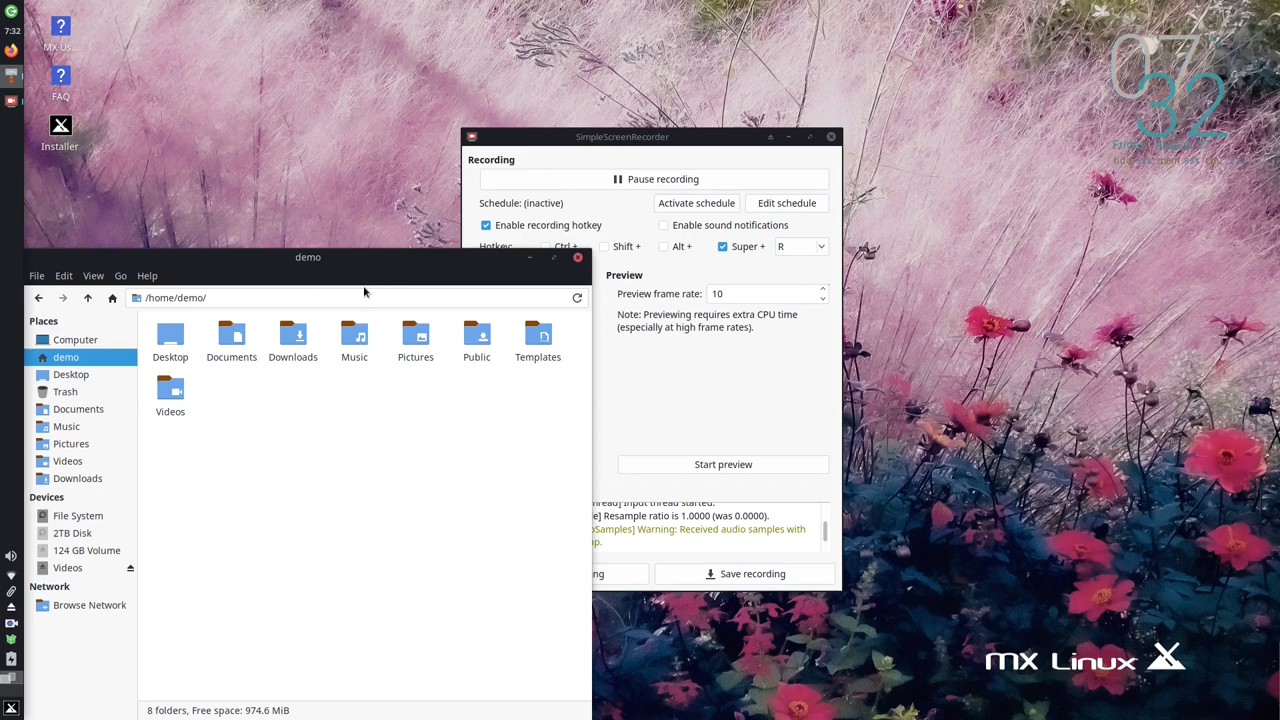 7:32
MX Us...
FAQ
Installer
07
32
SimpleScreenRecorder
Recording
Pause recording
Schedule: (inactive)
Activate schedule
Edit schedule
Enable recording hotkey
Enable sound notifications
Hotkey:
Ctrl +
Shift +
Alt +
Super +
R
Preview
Preview frame rate:
10
Note: Previewing requires extra CPU time
(especially at high frame rates).
Start preview
Input thread started.
Resample ratio is 1.0000 (was 0.0000).
Warning: Received audio samples with
Save recording
demo
File
Edit
View
Go
Help
/home/demo/
Places
Computer
demo
Desktop
Trash
Documents
Music
Pictures
Videos
Downloads
Devices
File System
2TB Disk
124 GB Volume
Videos
Network
Browse Network
Desktop
Documents
Downloads
Music
Pictures
Public
Templates
Videos
8 folders, Free space: 974.6 MiB
MX Linux